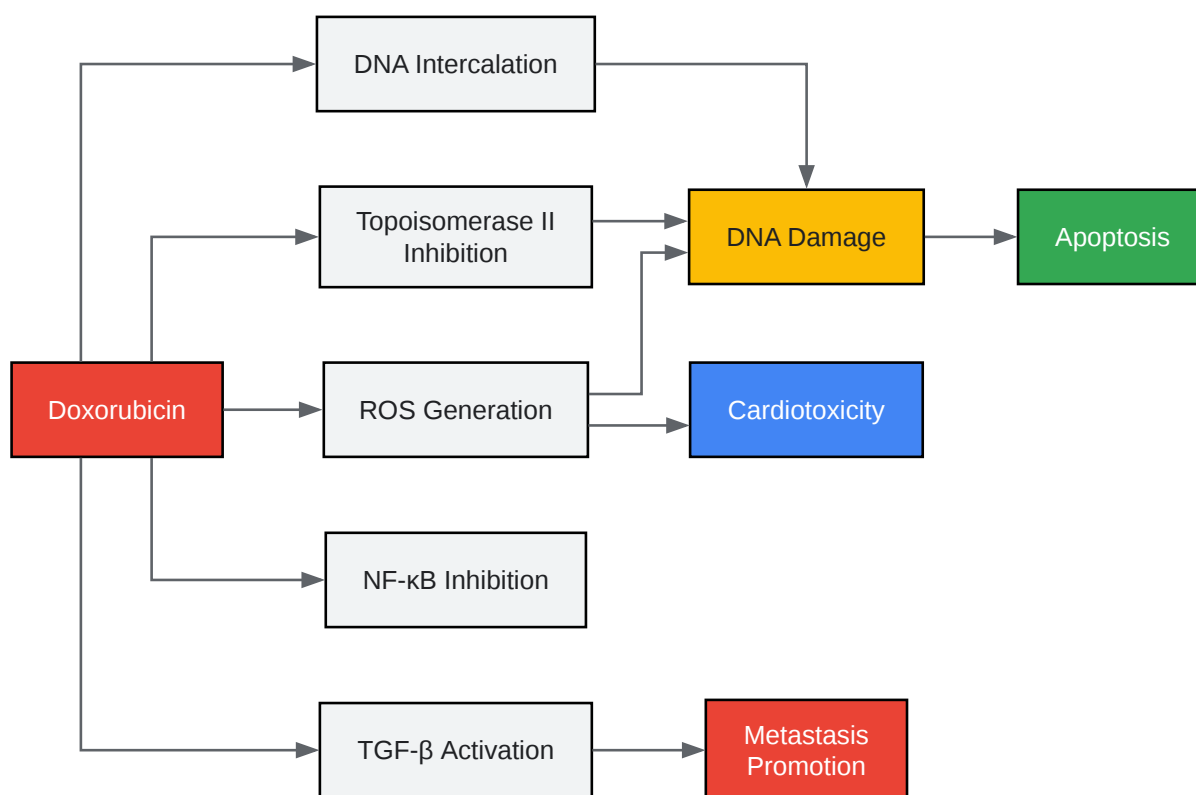 DNA Intercalation
Topoisomerase II
Inhibition
DNA Damage
Apoptosis
Doxorubicin
ROS Generation
Cardiotoxicity
NF-κB Inhibition
TGF-β Activation
Metastasis
Promotion